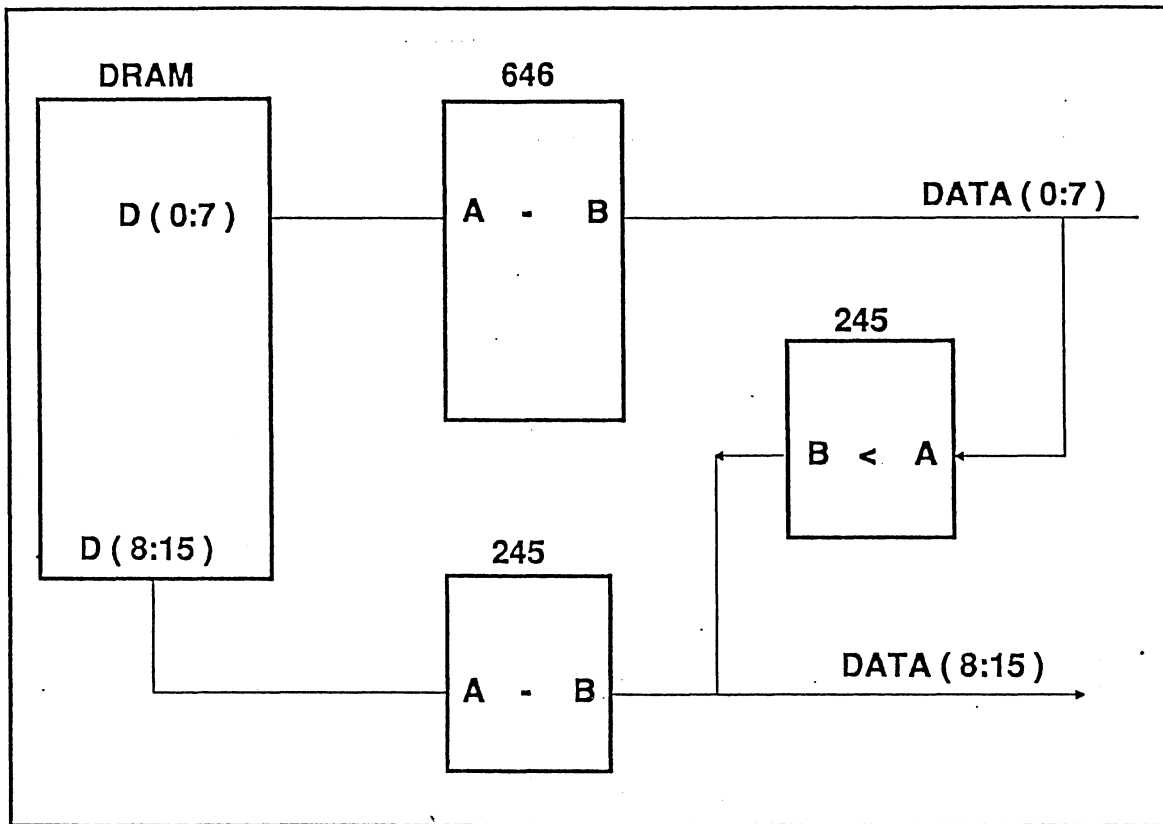 DRAM
646
D ( 0:7 )
A - B
DATA ( 0:7 )
245
B < A
D ( 8:15 )
245
A - B
DATA ( 8:15 )